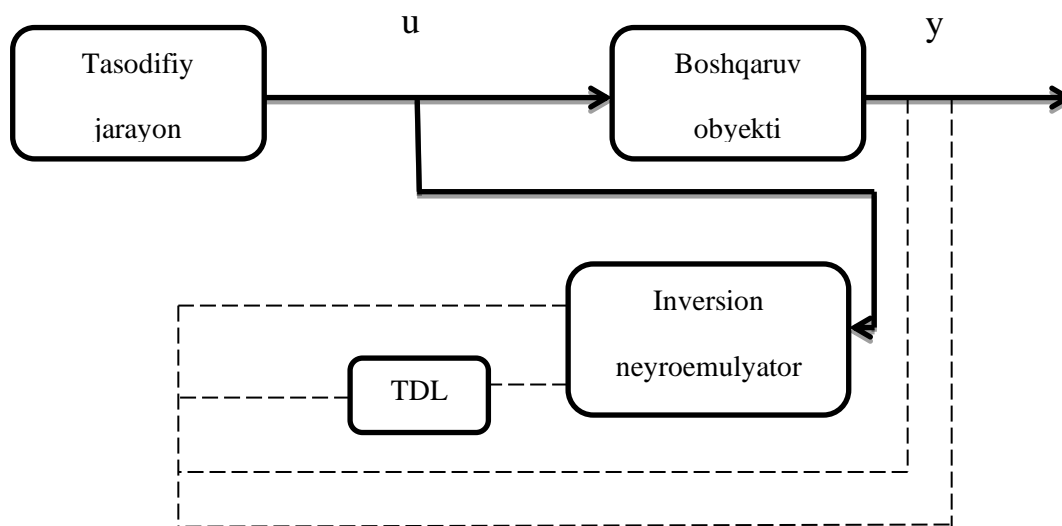 u
y
Tasodifiy
jarayon
Boshqaruv
obyekti
Inversion
neyroemulyator
TDL